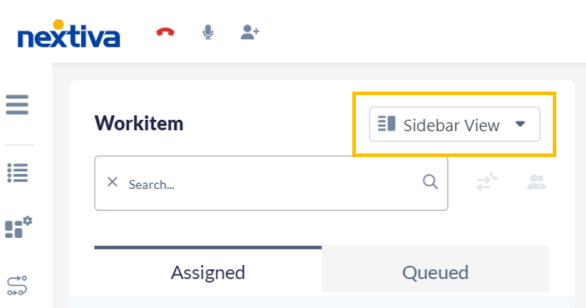 nextiva
Workitem
Sidebar View
Search...
Assigned
Queued